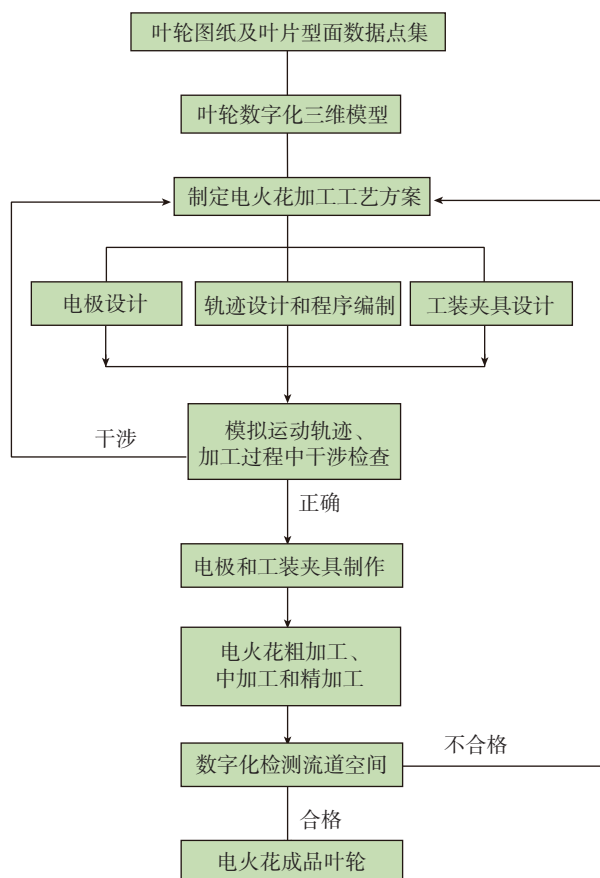 叶轮图纸及叶片型面数据点集
叶轮数字化三维模型
制定电火花加工工艺方案
电极设计
轨迹设计和程序编制
工装夹具设计
干涉
模拟运动轨迹、
加工过程中干涉检查
正确
电极和工装夹具制作
电火花粗加工、
中加工和精加工
不合格
数字化检测流道空间
合格
电火花成品叶轮